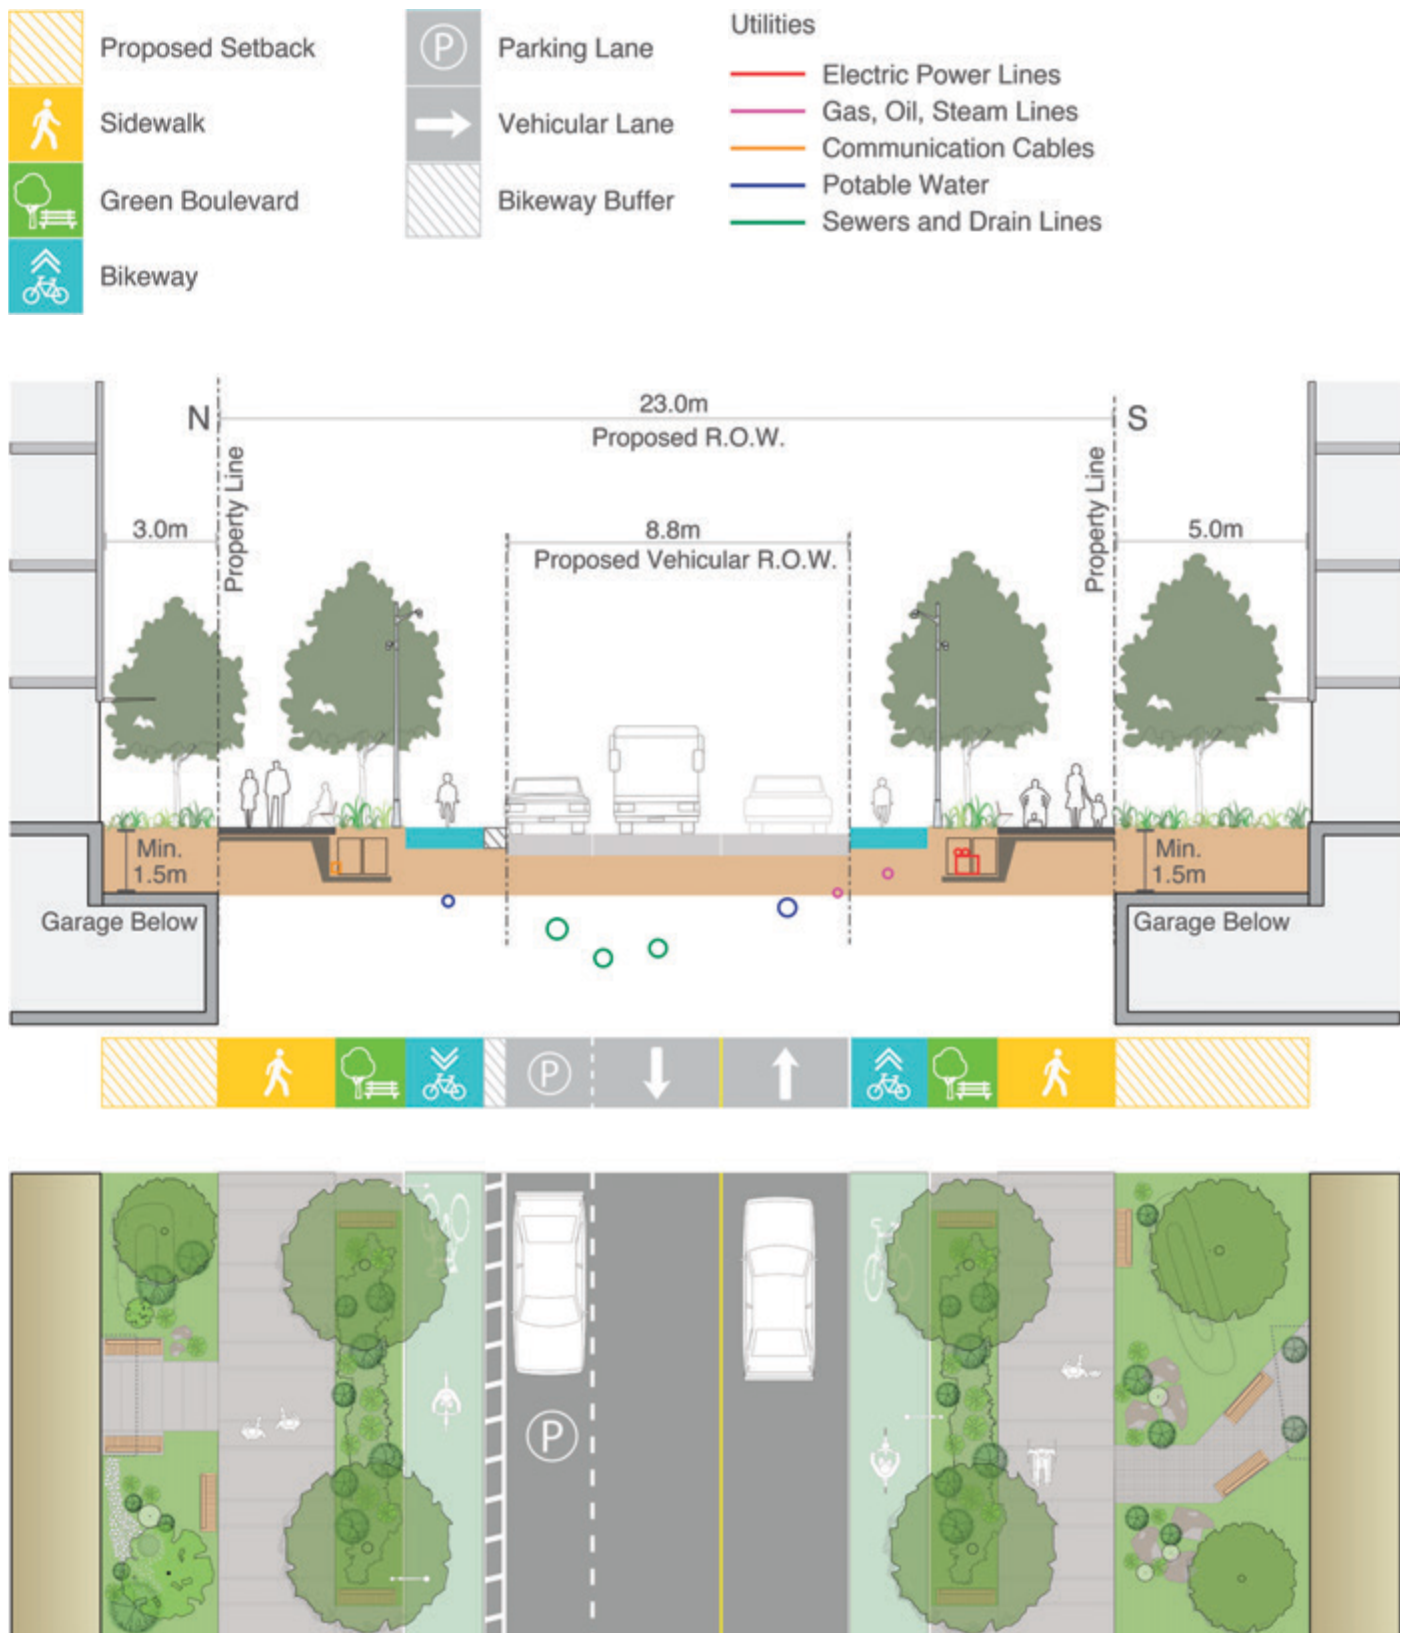 Proposed Setback
Sidewalk
Green Boulevard
Bikeway
P
Parking Lane
Vehicular Lane
Bikeway Buffer
Utilities
Electric Power Lines
Gas, Oil, Steam Lines
Communication Cables
Potable Water
Sewers and Drain Lines
N
23.0m
S
Proposed R.O.W.
Property Line
Property Line
3.0m
8.8m
5.0m
Proposed Vehicular R.O.W.
Min.
1.5m
Min.
1.5m
Garage Below
Garage Below
P
P